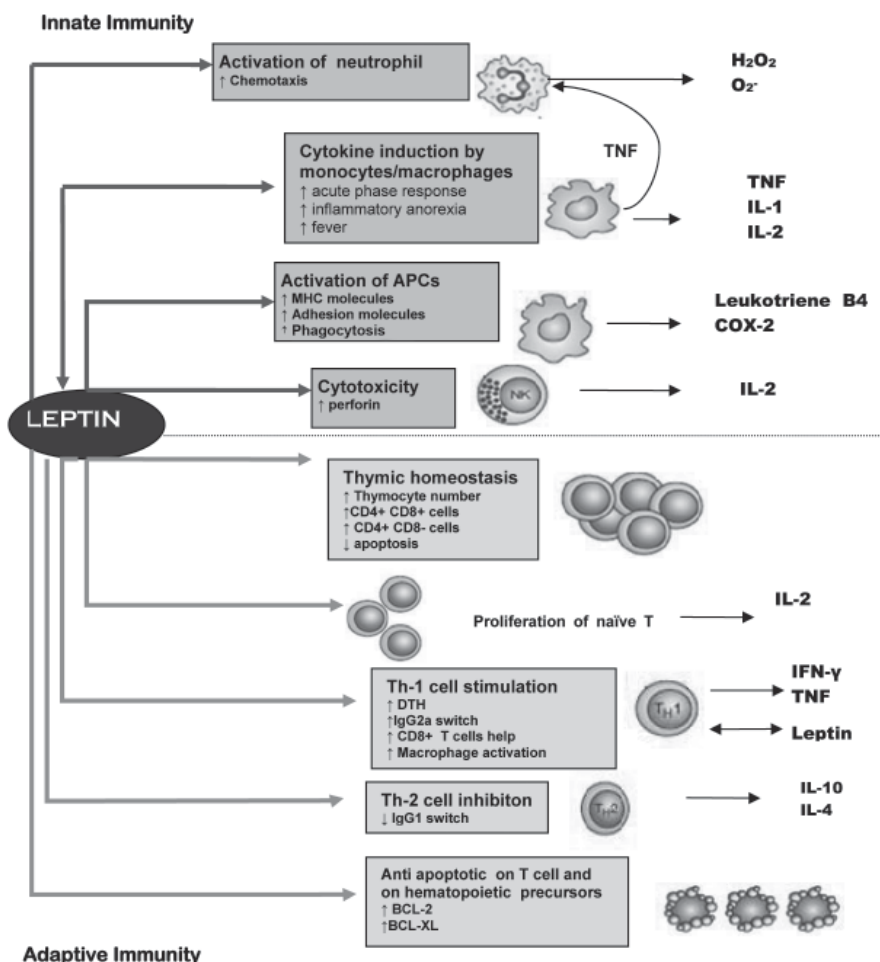 Innate Immunity
Activation of neutrophil
↑ Chemotaxis
H₂O₂
O₂⁻
TNF
Cytokine induction by
monocytes/macrophages
↑ acute phase response
↑ inflammatory anorexia
↑ fever
TNF
IL-1
IL-2
Activation of APCs
↑ MHC molecules
↑ Adhesion molecules
↑ Phagocytosis
Leukotriene B4
COX-2
Cytotoxicity
↑ perforin
NK
IL-2
LEPTIN
Thymic homeostasis
↑ Thymocyte number
↑CD4+ CD8+ cells
↑ CD4+ CD8- cells
↓ apoptosis
Proliferation of naïve T
IL-2
Th-1 cell stimulation
↑ DTH
↑IgG2a switch
↑ CD8+ T cells help
↑ Macrophage activation
TH1
IFN-γ
TNF
Leptin
Th-2 cell inhibiton
↓ IgG1 switch
TH2
IL-10
IL-4
Anti apoptotic on T cell and
on hematopoietic precursors
↑ BCL-2
↑BCL-XL
Adaptive Immunity